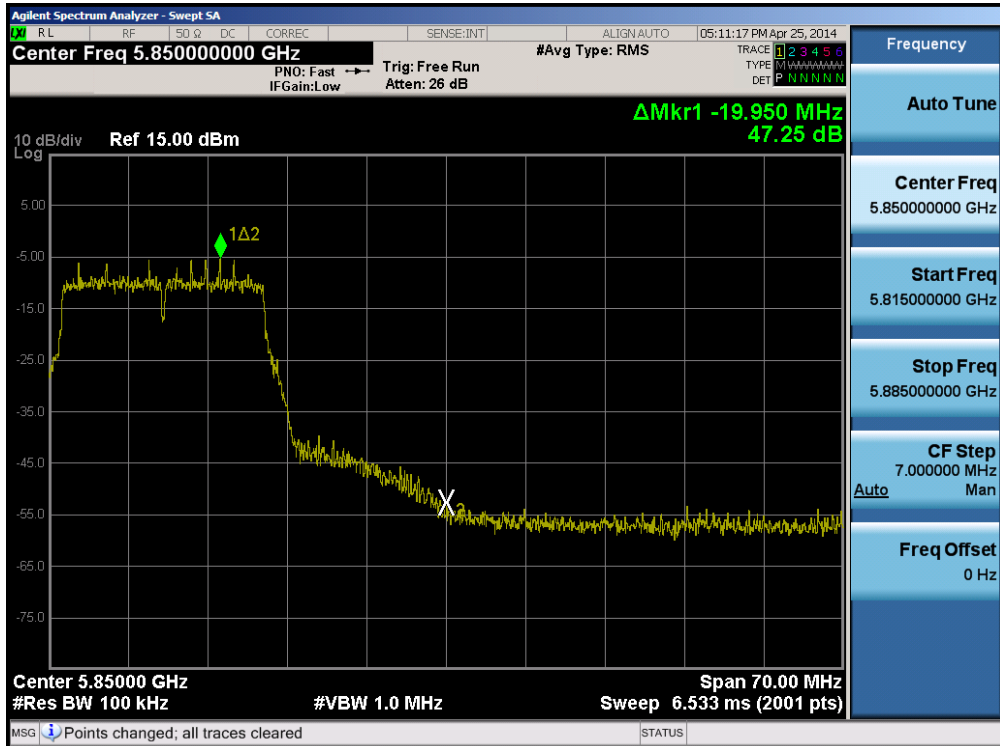 Agilent Spectrum Analyzer - Swept SA
LXI RL RF 50 Ω DC CORREC SENSE:INT ALIGN AUTO 05:11:17 PM Apr 25, 2014
Center Freq 5.850000000 GHz #Avg Type: RMS TRACE 1 2 3 4 5 6
PNO: Fast Trig: Free Run TYPE M WWWWW
IFGain:Low Atten: 26 dB DET P N N N N N
ΔMkr1 -19.950 MHz
10 dB/div Ref 15.00 dBm 47.25 dB
Log
5.00
1Δ2
-5.00
-15.0
-25.0
-35.0
-45.0
-55.0
-65.0
-75.0
Center 5.85000 GHz Span 70.00 MHz
#Res BW 100 kHz #VBW 1.0 MHz Sweep 6.533 ms (2001 pts)
MSG Points changed; all traces cleared STATUS
Frequency
Auto Tune
Center Freq
5.850000000 GHz
Start Freq
5.815000000 GHz
Stop Freq
5.885000000 GHz
CF Step
7.000000 MHz
Auto Man
Freq Offset
0 Hz